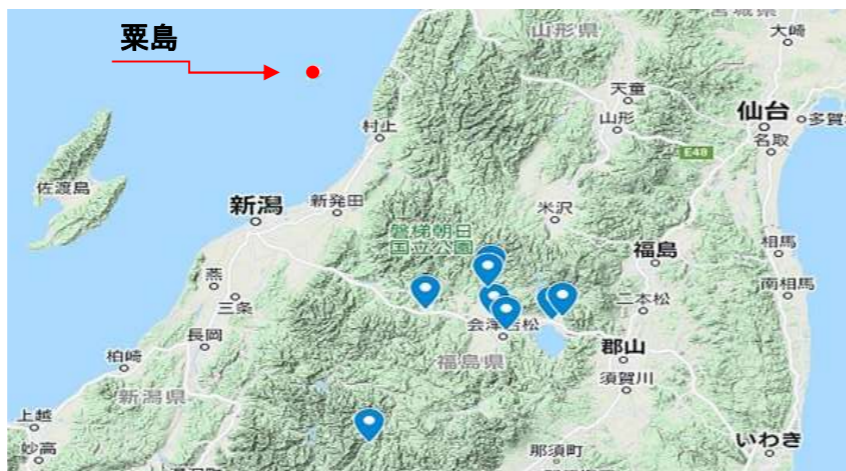 粟島
山形県
大崎
天童
仙台
山形
多賀
村上
名取
E48
佐渡島
新発田
米沢
新潟
磐梯朝日
国立公園
福島
相馬
燕
二本松
南相馬
三条
会津若松
長岡
郡山
柏崎
福島県
須賀川
新潟県
上越
那須町
いわき
妙高